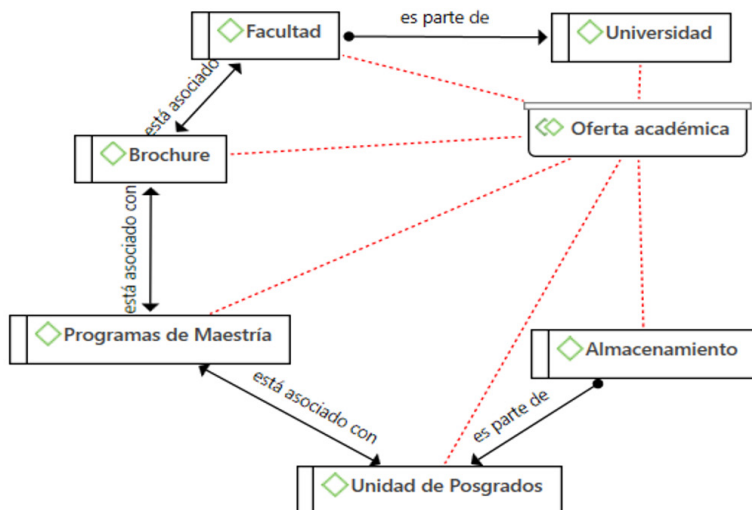 Facultad
es parte de
Universidad
está asociado
Oferta académica
Brochure
está asociado con
Programas de Maestría
Almacenamiento
está asociado con
es parte de
Unidad de Posgrados